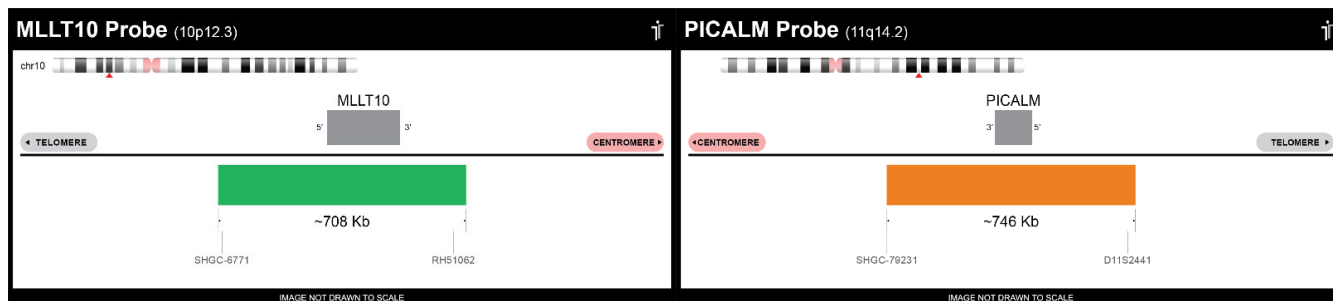 MLLT10 Probe (10p12.3)
chr10
MLLT10
5' 3'
TELOMERE
CENTROMERE
~708 Kb
SHGC-6771
RH51062
IMAGE NOT DRAWN TO SCALE
PICALM Probe (11q14.2)
PICALM
3' 5'
CENTROMERE
TELOMERE
~746 Kb
SHGC-79231
D11S2441
IMAGE NOT DRAWN TO SCALE